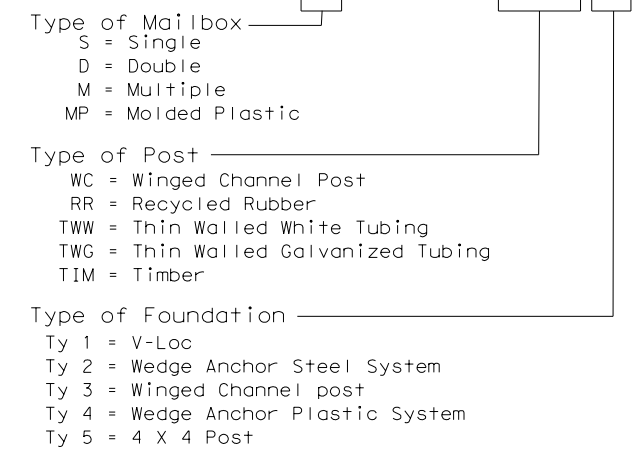 Type of Mailbox
S = Single
D = Double
M = Multiple
MP = Molded Plastic
Type of Post
WC = Winged Channel Post
RR = Recycled Rubber
TWW = Thin Walled White Tubing
TWG = Thin Walled Galvanized Tubing
TIM = Timber
Type of Foundation
Ty 1 = V-Loc
Ty 2 = Wedge Anchor Steel System
Ty 3 = Winged Channel post
Ty 4 = Wedge Anchor Plastic System
Ty 5 = 4 X 4 Post